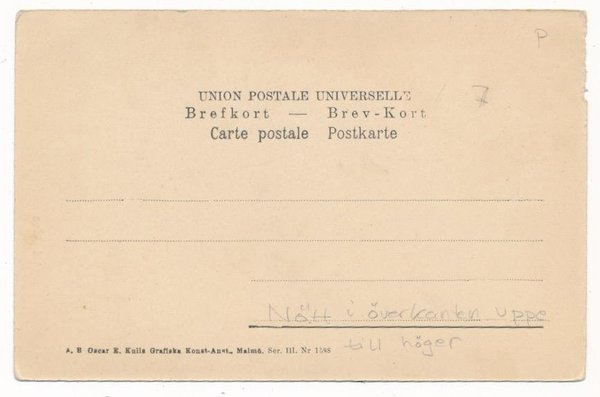 P
UNION POSTALE UNIVERSELLE
7
Brefkort — Brev-Kort
Carte postale Postkarte
Nött i överkanten uppe
till höger
A. B Oscar E. Kulls Grafiska Konst-Anst., Malmö. Ser. III. Nr 1598